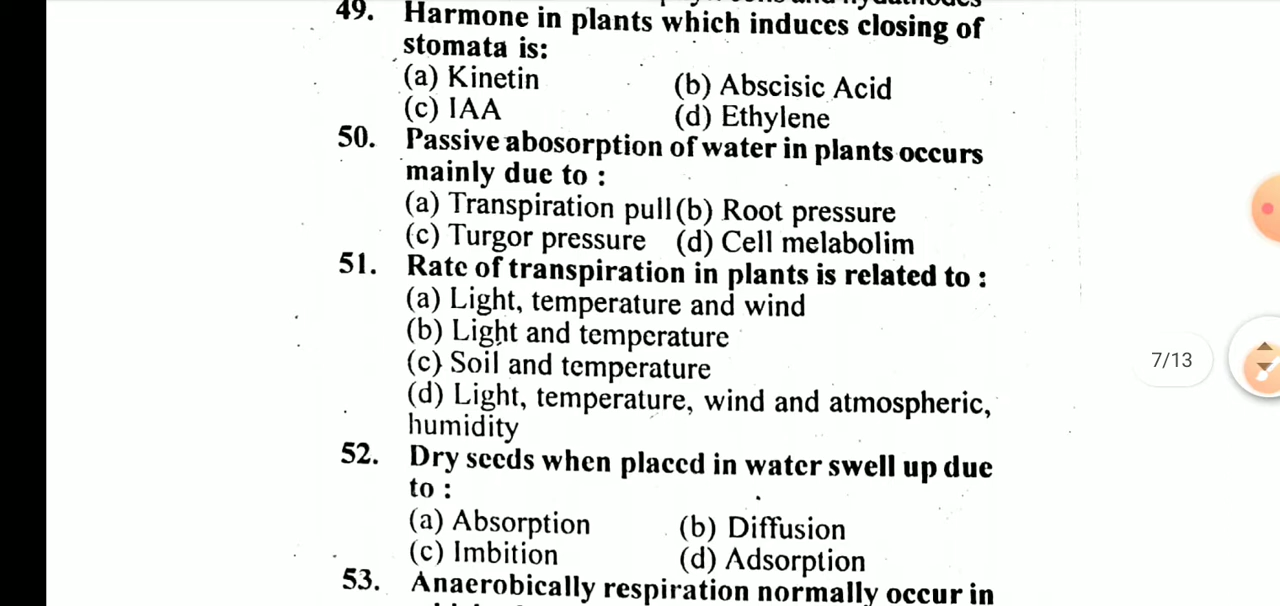 49. Harmone in plants which induces closing of
stomata is:
(a) Kinetin (b) Abscisic Acid
(c) IAA (d) Ethylene
50. Passive abosorption of water in plants occurs
mainly due to :
(a) Transpiration pull (b) Root pressure
(c) Turgor pressure (d) Cell melabolim
51. Rate of transpiration in plants is related to :
(a) Light, temperature and wind
(b) Light and temperature
(c) Soil and temperature
(d) Light, temperature, wind and atmospheric,
humidity
7/13
52. Dry seeds when placed in water swell up due
to :
(a) Absorption (b) Diffusion
(c) Imbition (d) Adsorption
53. Anaerobically respiration normally occur in